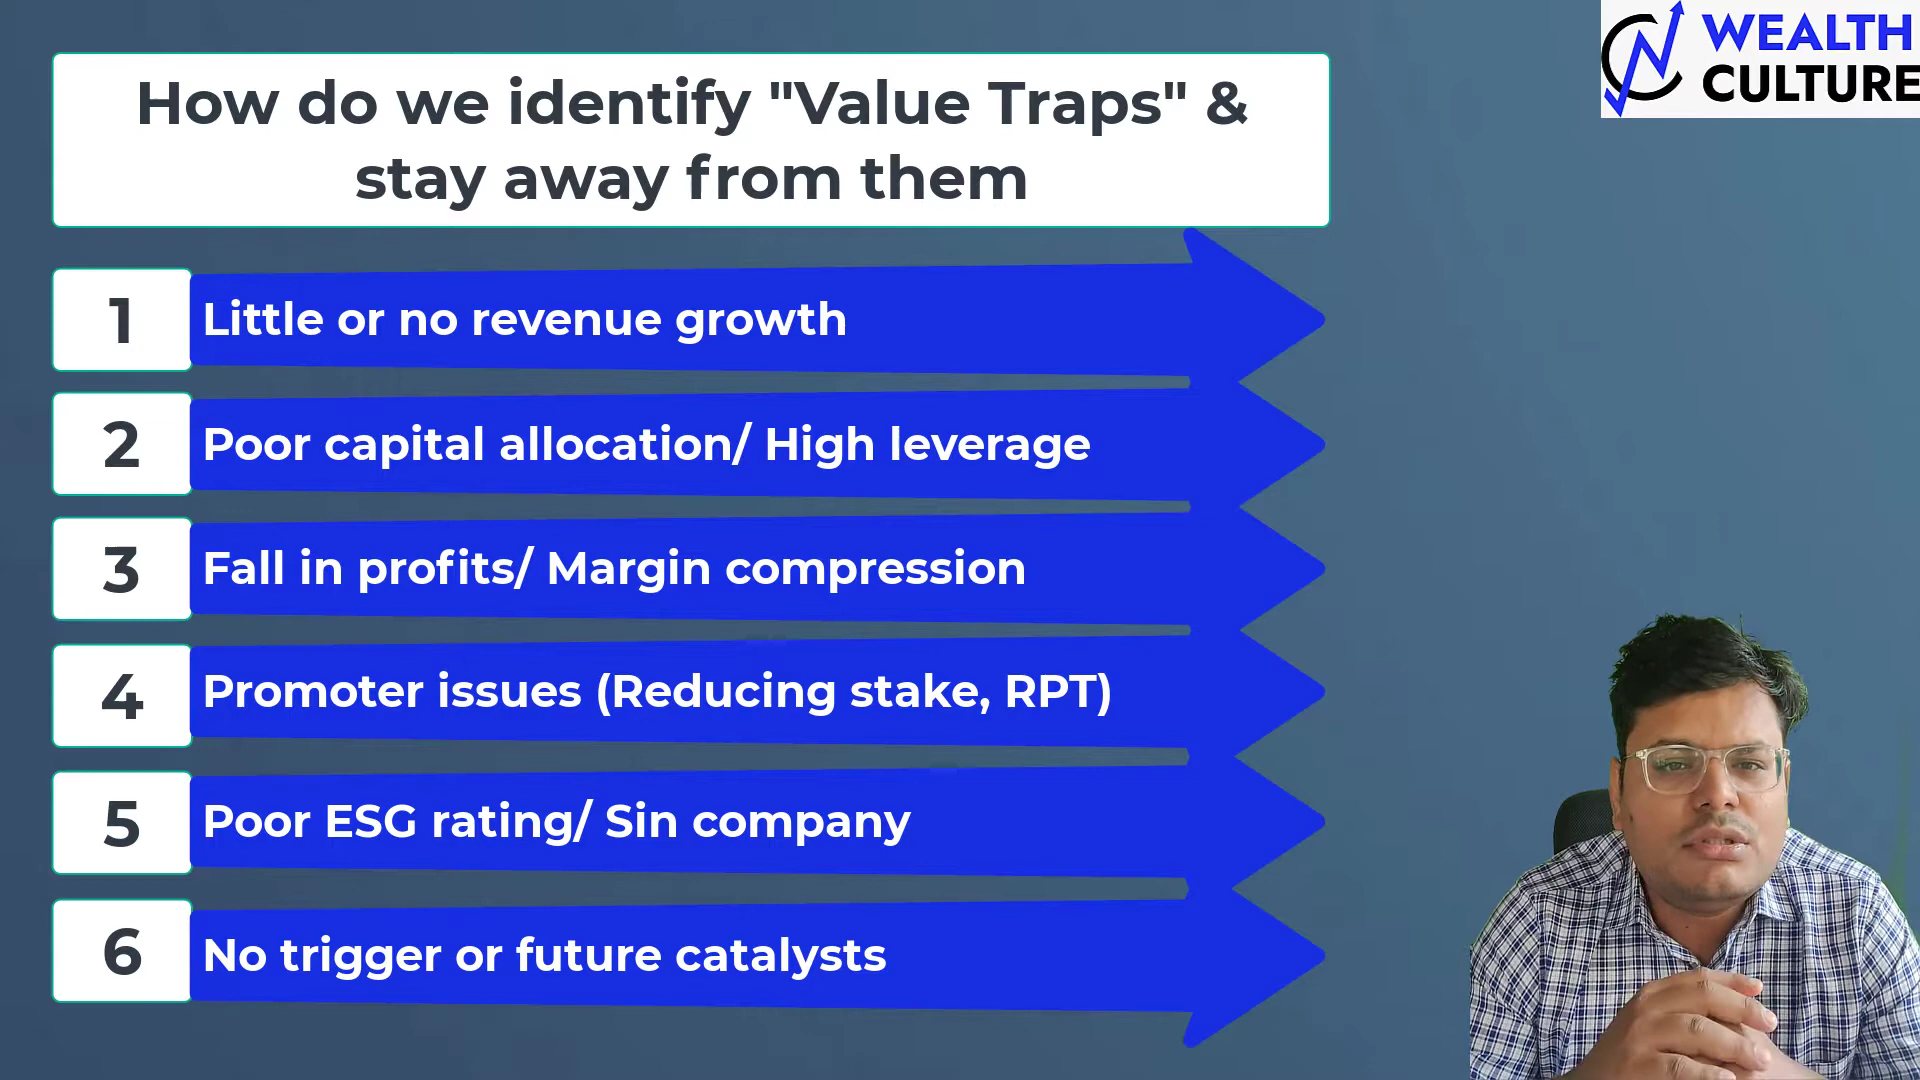 WEALTH
CULTURE
How do we identify "Value Traps" &
stay away from them
1
Little or no revenue growth
2
Poor capital allocation/ High leverage
3
Fall in profits/ Margin compression
4
Promoter issues (Reducing stake, RPT)
5
Poor ESG rating/ Sin company
6
No trigger or future catalysts